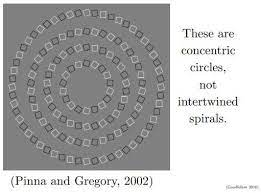 These are
concentric
circles,
not
intertwined
spirals.
(Pinna and Gregory, 2002)